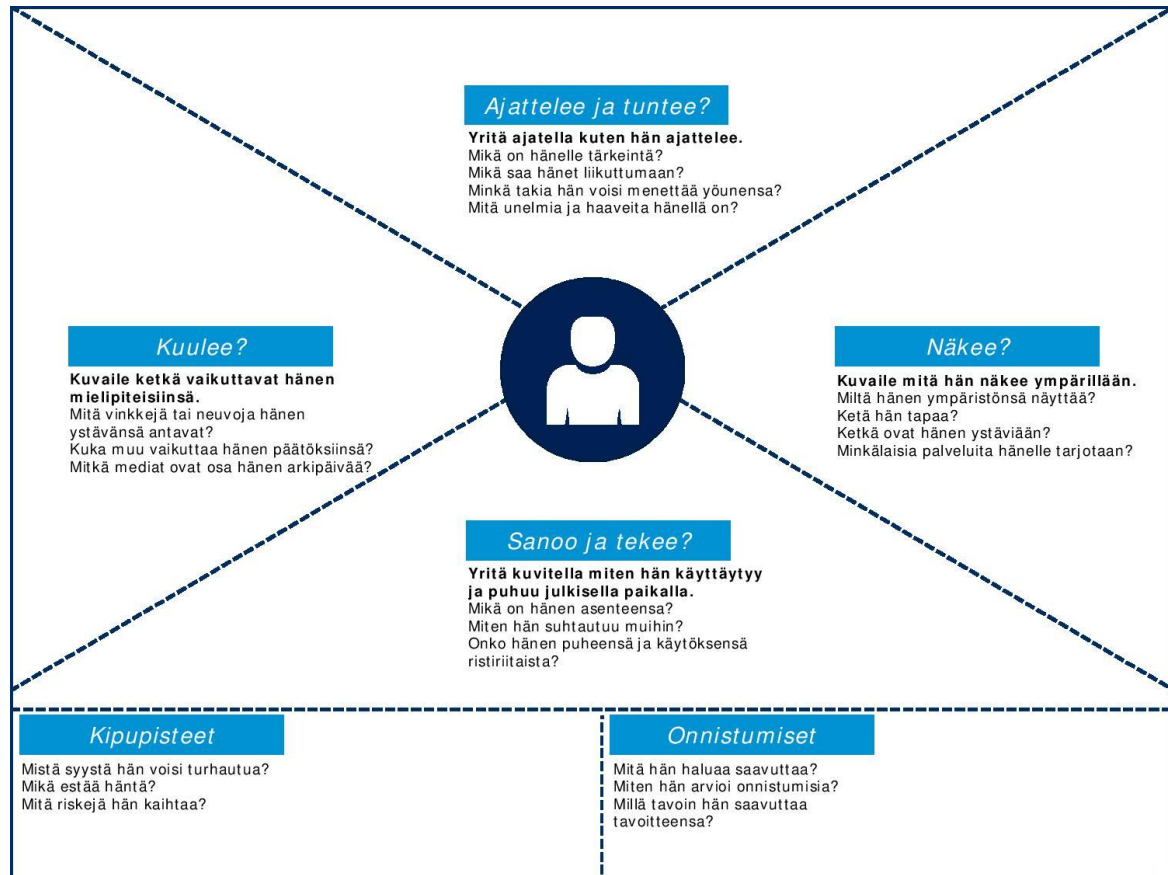 Ajattelee ja tuntee?
Yritä ajatella kuten hän ajattelee.
Mikä on hänelle tärkeintä?
Mikä saa hänet liikuttumaan?
Minkä takia hän voisi menettää yöunensa?
Mitä unelmia ja haaveita hänellä on?
Kuulee?
Kuvaile ketkä vaikuttavat hänen
mielipiteisiinsä.
Mitä vinkkejä tai neuvoja hänen
ystävänsä antavat?
Kuka muu vaikuttaa hänen päätöksiinsä?
Mitkä mediat ovat osa hänen arkipäivää?
Näkee?
Kuvaile mitä hän näkee ympärillään.
Miltä hänen ympäristönsä näyttää?
Ketä hän tapaa?
Ketkä ovat hänen ystäviään?
Minkälaisia palveluita hänelle tarjotaan?
Sanoo ja tekee?
Yritä kuvitella miten hän käyttäytyy
ja puhuu julkisella paikalla.
Mikä on hänen asenteensa?
Miten hän suhtautuu muihin?
Onko hänen puheensä ja käytöksensä
ristiriitaista?
Kipupisteet
Mistä syystä hän voisi turhautua?
Mikä estää häntä?
Mitä riskejä hän kaihtaa?
Onnistumiset
Mitä hän haluaa saavuttaa?
Miten hän arvioi onnistumisia?
Millä tavoin hän saavuttaa
tavoitteensa?